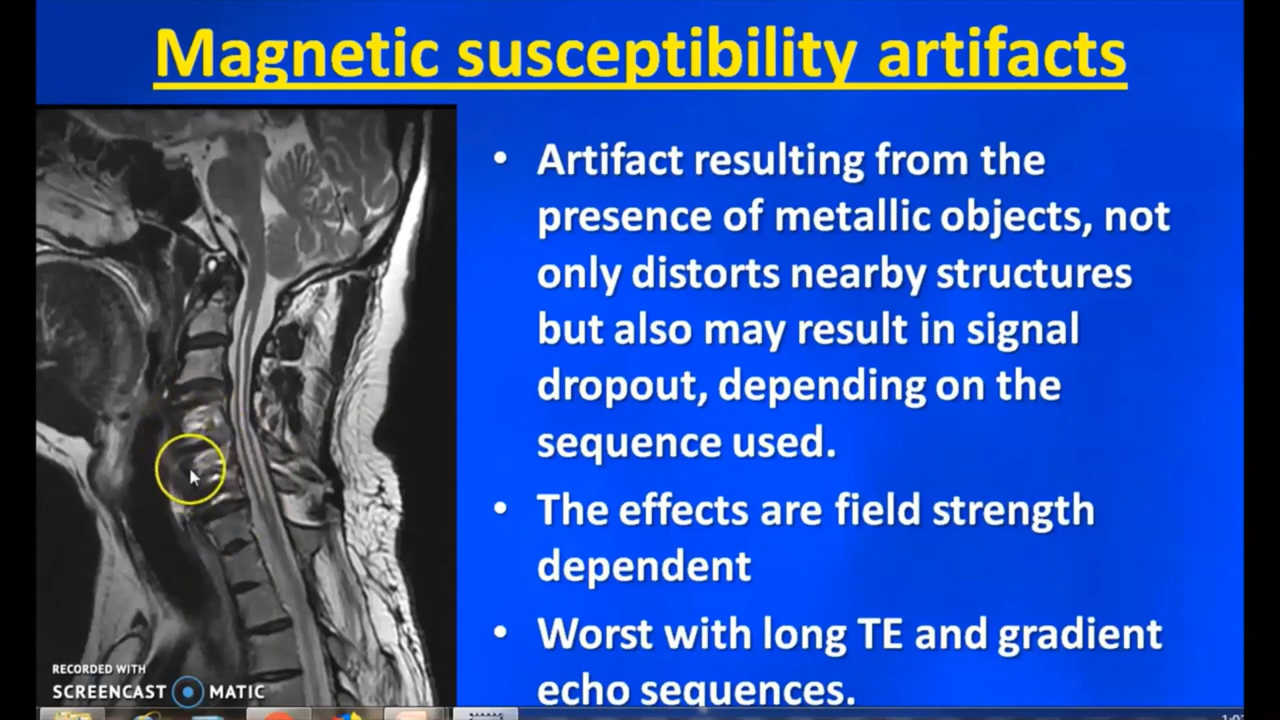 Magnetic susceptibility artifacts
• Artifact resulting from the
presence of metallic objects, not
only distorts nearby structures
but also may result in signal
dropout, depending on the
sequence used.
• The effects are field strength
dependent
• Worst with long TE and gradient
echo sequences.
RECORDED WITH
SCREENCAST MATIC